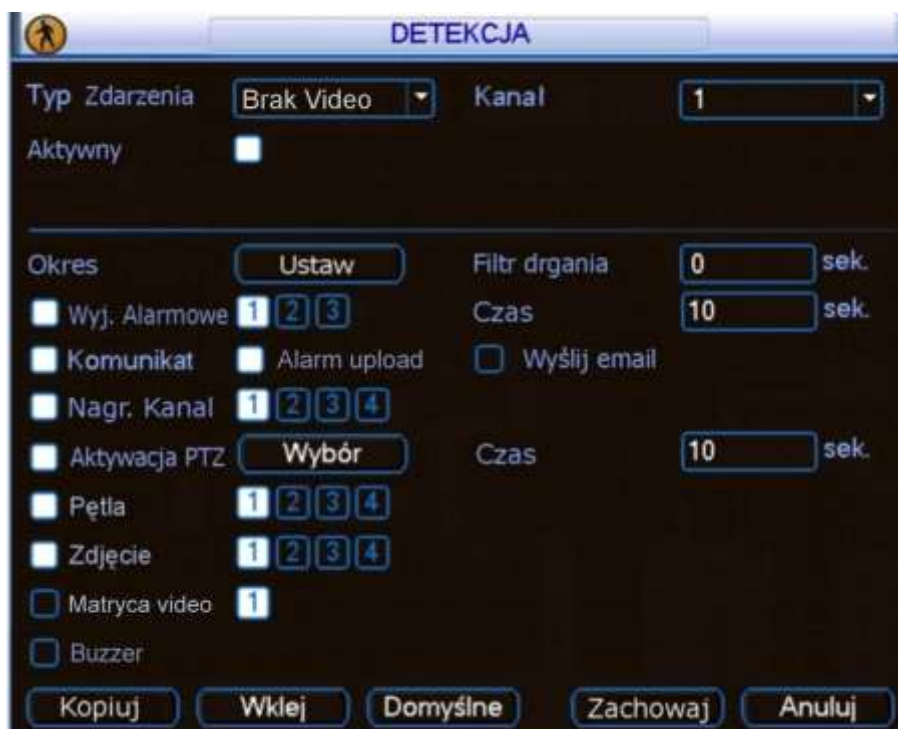 DETEKCJA
Typ Zdarzenia Brak Video Kanal 1
Aktywny
Okres Ustaw Filtr drgania 0 sek.
Wyj. Alarmowe 1 2 3 Czas 10 sek.
Komunikat Alarm upload Wyślij email
Nagr. Kanal 1 2 3 4
Aktywacja PTZ Wybór Czas 10 sek.
Pętla 1 2 3 4
Zdjęcie 1 2 3 4
Matryca video 1
Buzzer
Kopiuj Wklej Domyślne Zachowaj Anuluj